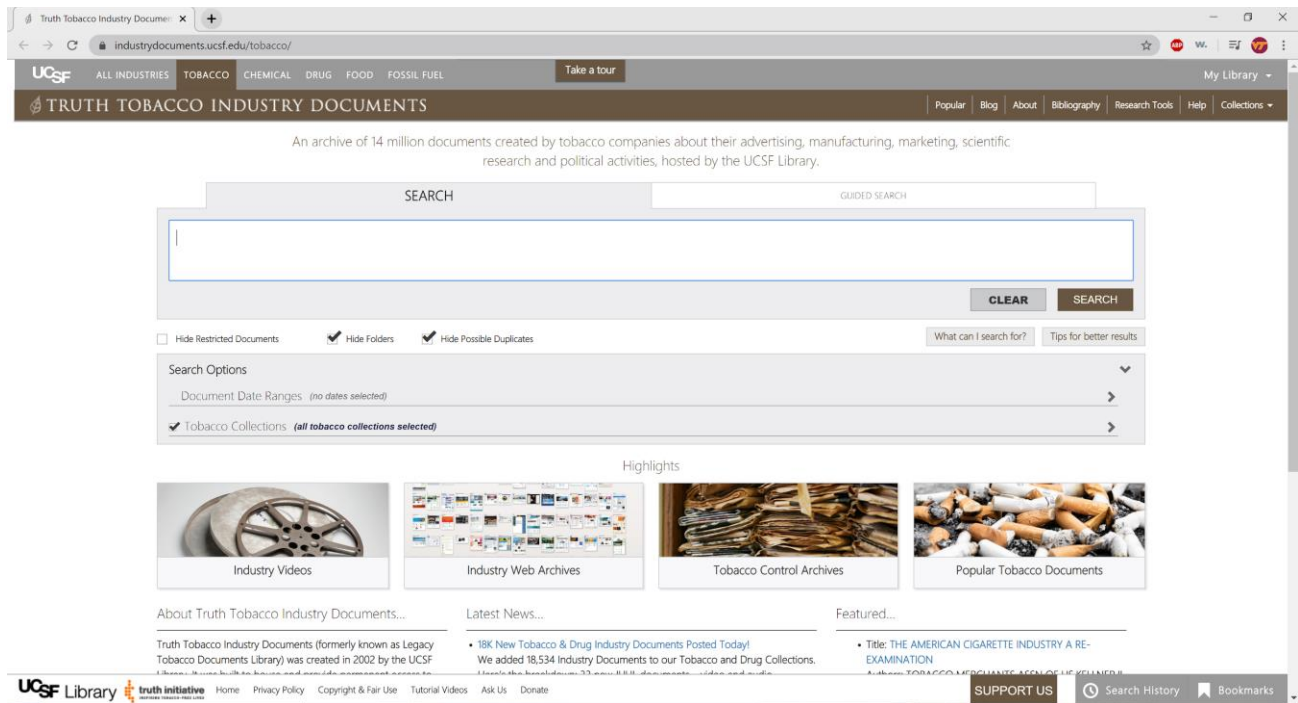 Truth Tobacco Industry Documen
industrydocuments.ucsf.edu/tobacco/
ABP
W.
UCSF ALL INDUSTRIES TOBACCO CHEMICAL DRUG FOOD FOSSIL FUEL Take a tour My Library
TRUTH TOBACCO INDUSTRY DOCUMENTS Popular Blog About Bibliography Research Tools Help Collections
An archive of 14 million documents created by tobacco companies about their advertising, manufacturing, marketing, scientific
research and political activities, hosted by the UCSF Library.
SEARCH GUIDED SEARCH
CLEAR SEARCH
Hide Restricted Documents Hide Folders Hide Possible Duplicates What can I search for? Tips for better results
Search Options
Document Date Ranges (no dates selected)
Tobacco Collections (all tobacco collections selected)
Highlights
Industry Videos Industry Web Archives Tobacco Control Archives Popular Tobacco Documents
About Truth Tobacco Industry Documents... Latest News... Featured...
Truth Tobacco Industry Documents (formerly known as Legacy • 18K New Tobacco & Drug Industry Documents Posted Today! • Title: THE AMERICAN CIGARETTE INDUSTRY A RE-
Tobacco Documents Library) was created in 2002 by the UCSF We added 18,534 Industry Documents to our Tobacco and Drug Collections. EXAMINATION
UCSF Library truth initiative Home Privacy Policy Copyright & Fair Use Tutorial Videos Ask Us Donate SUPPORT US Search History Bookmarks
INSPIRING TOBACCO-FREE LIVES